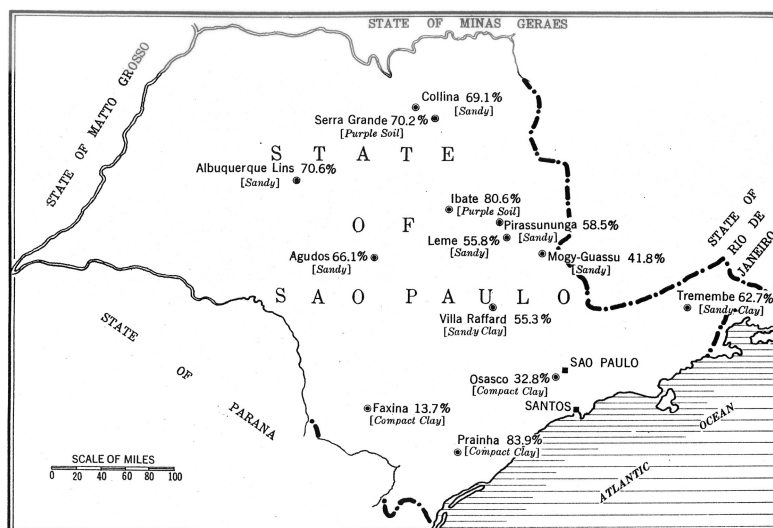 STATE OF MINAS GERAES
STATE OF MATTO GROSSO
Collina 69.1%
[Sandy]
Serra Grande 70.2%
[Purple Soil]
STATE
Albuquerque Lins 70.6%
[Sandy]
Ibate 80.6%
[Purple Soil]
OF
Pirassununga 58.5%
[Sandy]
Leme 55.8%
[Sandy]
STATE OF
RIO DE
JANEIRO
Agudos 66.1%
[Sandy]
Mogy-Guassu 41.8%
[Sandy]
SAO PAULO
Tremembe 62.7%
[Sandy Clay]
Villa Raffard 55.3%
[Sandy Clay]
STATE
OF
PARANA
SAO PAULO
Osasco 32.8%
[Compact Clay]
SANTOS
Faxina 13.7%
[Compact Clay]
Prainha 83.9%
[Compact Clay]
ATLANTIC
OCEAN
SCALE OF MILES
0 20 40 60 80 100